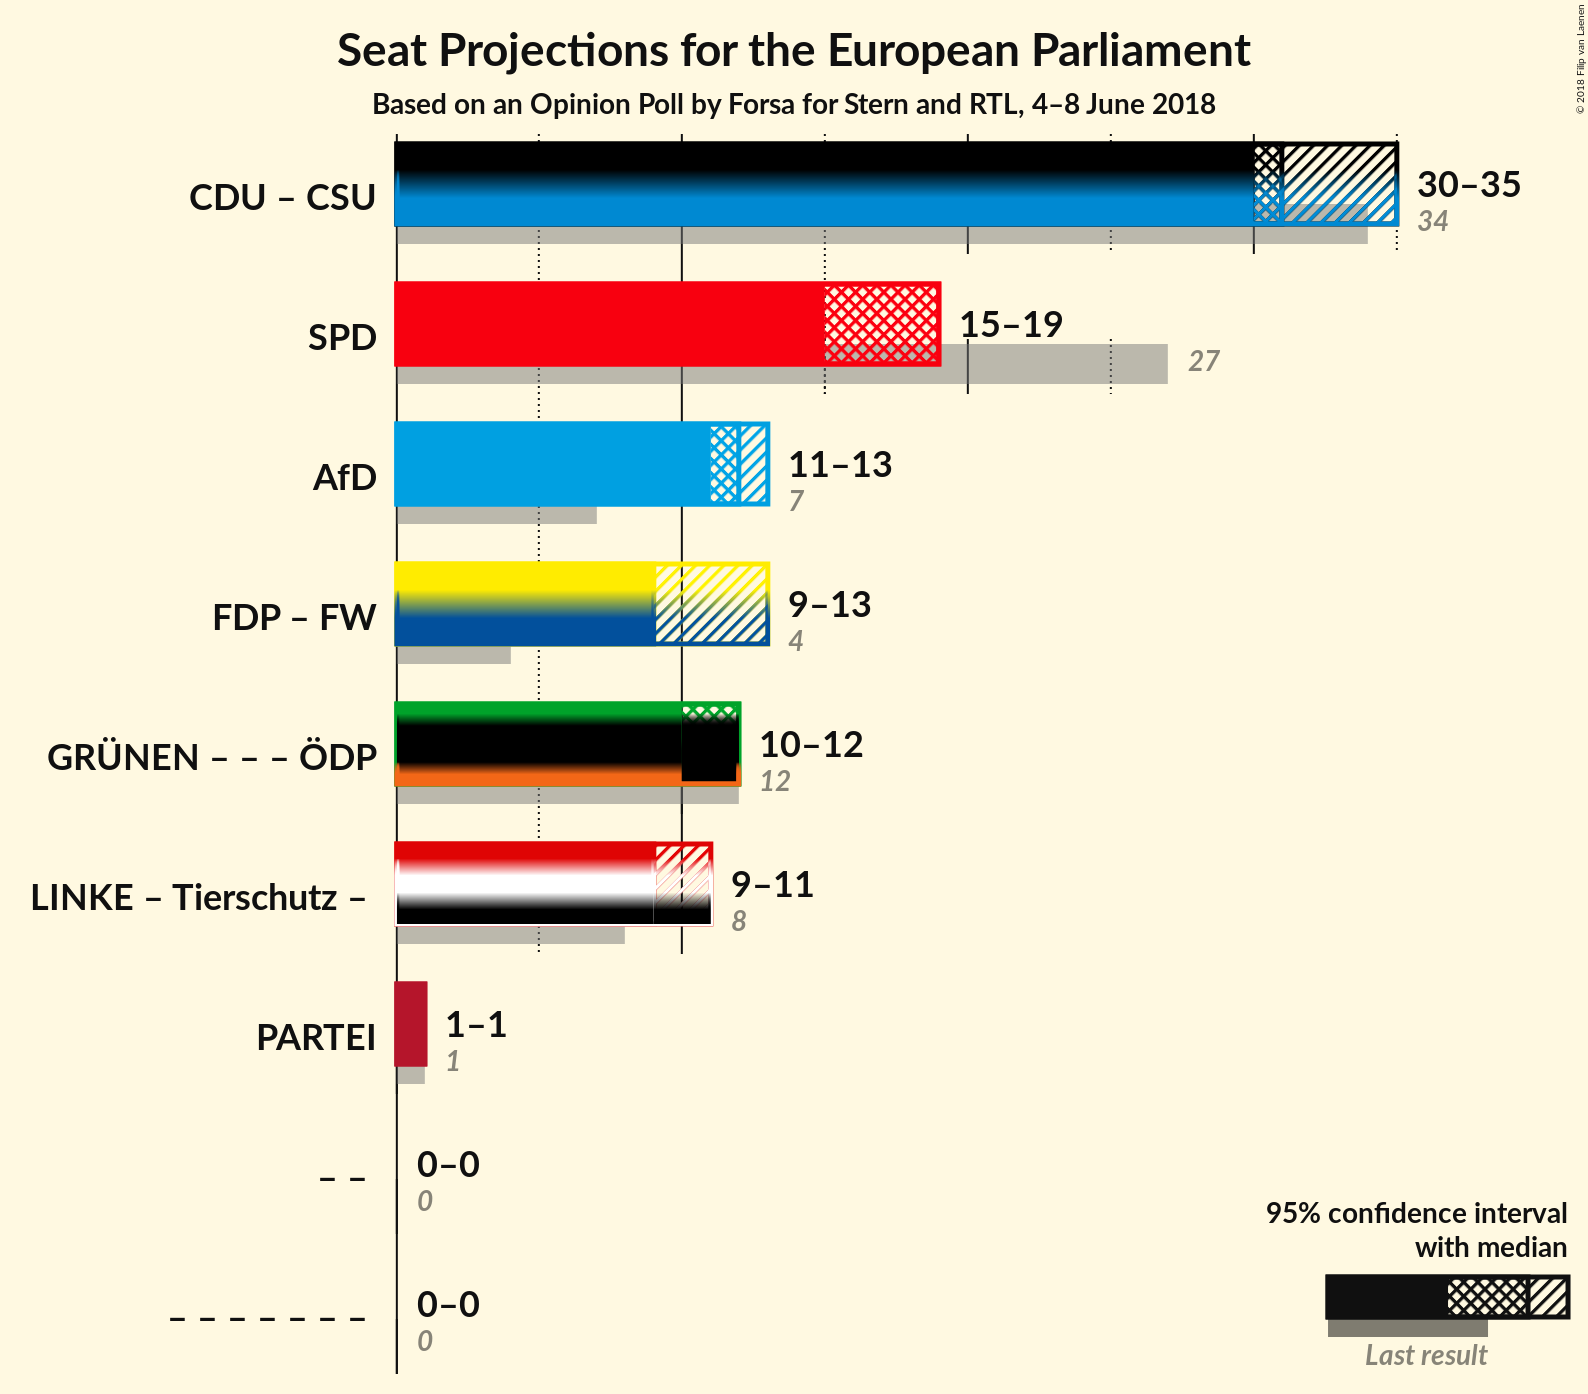 Seat Projections for the European Parliament
Based on an Opinion Poll by Forsa for Stern and RTL, 4–8 June 2018
© 2018 Filip van Laenen
CDU – CSU
30–35
34
SPD
15–19
27
AfD
11–13
7
FDP – FW
9–13
4
GRÜNEN – – – ÖDP
10–12
12
LINKE – Tierschutz –
9–11
8
PARTEI
1–1
1
– –
0–0
0
– – – – – – –
0–0
0
95% confidence interval
with median
Last result